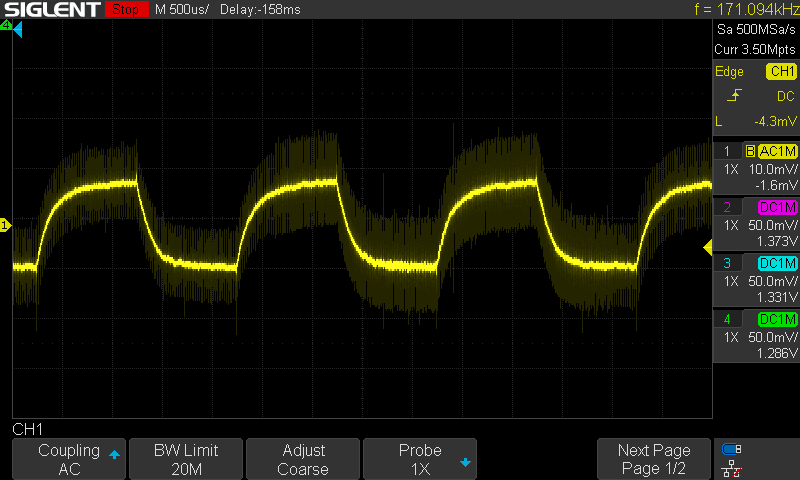 SIGLENT Stop M 500us/ Delay:-158ms f = 171.094kHz
Sa 500MSa/s
Curr 3.50Mpts
Edge CH1
DC
L -4.3mV
1 B AC1M
1X 10.0mV/
-1.6mV
2 DC1M
1X 50.0mV/
1.373V
3 DC1M
1X 50.0mV/
1.331V
4 DC1M
1X 50.0mV/
1.286V
4
1
CH1
Coupling
AC
BW Limit
20M
Adjust
Coarse
Probe
1X
Next Page
Page 1/2